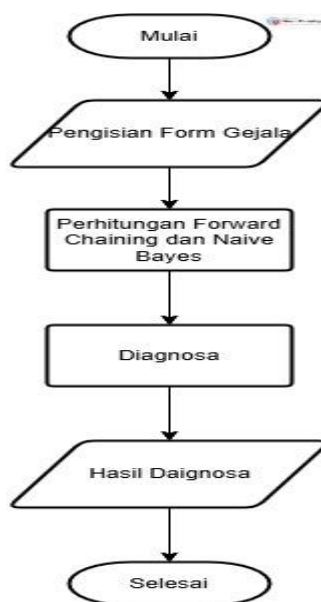 Mulai
Pengisian Form Gejala
Perhitungan Forward
Chaining dan Naive
Bayes
Diagnosa
Hasil Daignosa
Selesai